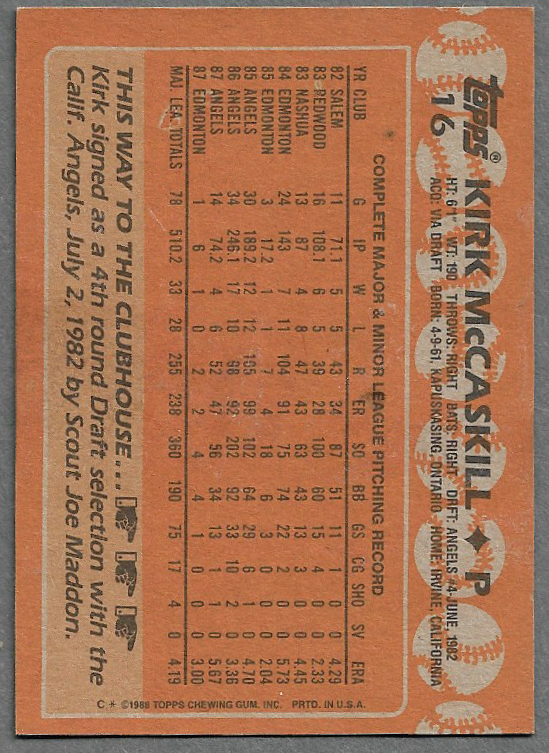 TOPPS® KIRK McCASKILL ♦ P
16
HT: 6'1" WT: 190 THROWS: RIGHT BATS: RIGHT DRFT: ANGELS #4-JUNE, 1982
ACQ: VIA DRAFT BORN: 4-9-61, KAPUSKASING, ONTARIO HOME: IRVINE, CALIFORNIA
COMPLETE MAJOR & MINOR LEAGUE PITCHING RECORD
YR CLUB G IP W L R ER SO BB GS CG SHO SV ERA
82 SALEM 11 71.1 5 5 43 34 87 51 11 1 0 0 4.29
83 REDWOOD 16 108.1 6 5 39 28 100 60 15 4 0 0 2.33
83 NASHUA 13 87 4 8 47 43 63 43 13 3 0 0 4.45
84 EDMONTON 24 143 7 11 104 91 75 74 22 2 0 0 5.73
85 EDMONTON 3 17.2 1 1 7 4 18 6 3 0 0 0 2.04
85 ANGELS 30 189.2 12 12 105 99 102 64 29 6 1 0 4.70
86 ANGELS 34 246.1 17 10 98 92 202 92 33 10 2 0 3.36
87 ANGELS 14 74.2 4 6 52 47 56 34 13 1 1 0 5.67
87 EDMONTON 1 6 1 0 2 2 4 4 1 0 0 0 3.00
MAJ. LEA. TOTALS 78 510.2 33 28 255 238 360 190 75 17 4 0 4.19
THIS WAY TO THE CLUBHOUSE...
Kirk signed as a 4th round Draft selection with the
Calif. Angels, July 2, 1982 by Scout Joe Maddon.
C * ©1988 TOPPS CHEWING GUM, INC. PRTD. IN U.S.A.